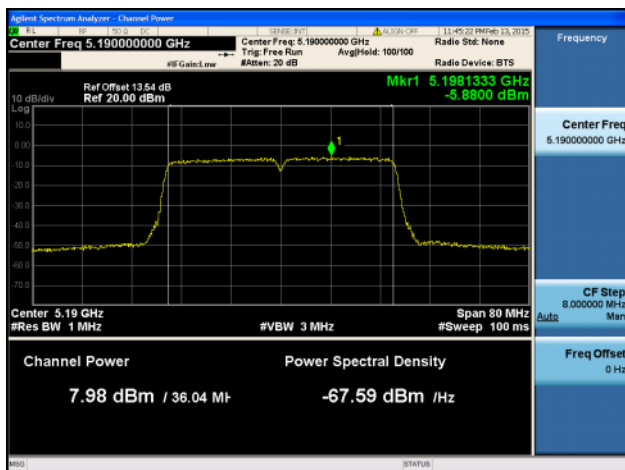 Agilent Spectrum Analyzer - Channel Power
RL RF 50 Ω DC SENSE:INT ALIGN OFF 11:45:22 PM Feb 13, 2015
Center Freq 5.190000000 GHz
Center Freq: 5.190000000 GHz
Radio Std: None
Trig: Free Run Avg|Hold: 100/100
#IFGain:Low
#Atten: 20 dB
Radio Device: BTS
Frequency
Ref Offset 13.54 dB
Ref 20.00 dBm
Mkr1 5.1981333 GHz
-5.8800 dBm
10 dB/div
Log
10.0
0.00
-10.0
-20.0
-30.0
-40.0
-50.0
-60.0
-70.0
1
Center Freq
5.190000000 GHz
Center 5.19 GHz
Span 80 MHz
#Res BW 1 MHz
#VBW 3 MHz
#Sweep 100 ms
CF Step
8.000000 MHz
Auto Man
Channel Power
Power Spectral Density
7.98 dBm / 36.04 MH
-67.59 dBm /Hz
Freq Offset
0 Hz
MSG
STATUS